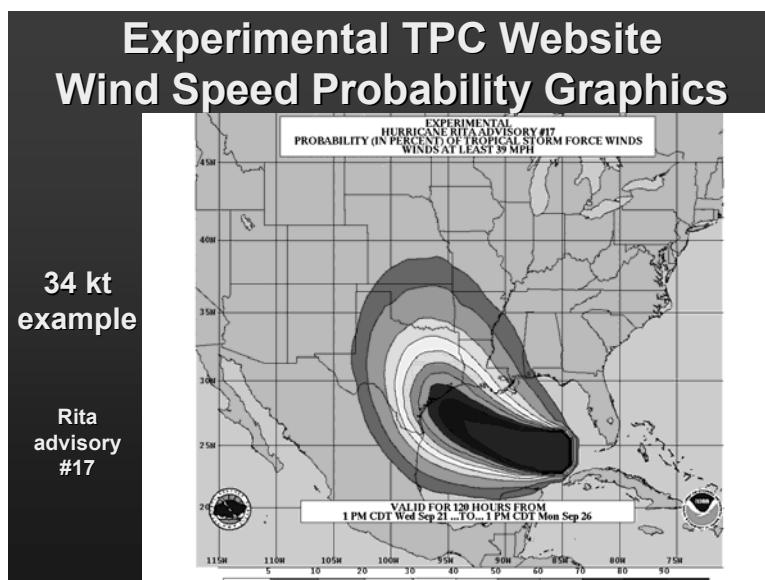 Experimental TPC Website
Wind Speed Probability Graphics
EXPERIMENTAL
HURRICANE RITA ADVISORY #17
PROBABILITY (IN PERCENT) OF TROPICAL STORM FORCE WINDS
WINDS AT LEAST 39 MPH
45N
40N
35N
30N
25N
20N
34 kt
example
Rita
advisory
#17
VALID FOR 120 HOURS FROM
1 PM CDT Wed Sep 21 ...TO... 1 PM CDT Mon Sep 26
115W 110W 105W 100W 95W 90W 85W 80W 75W
5 10 20 30 40 50 60 70 80 90